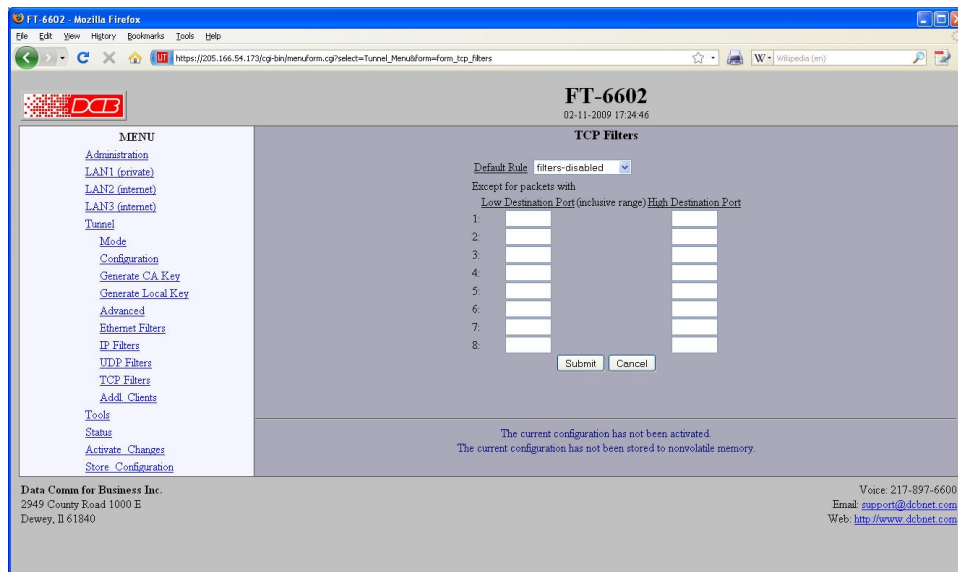 FT-6602 - Mozilla Firefox
File Edit View History Bookmarks Tools Help
https://205.166.54.173/cgi-bin/menuform.cgi?select=Tunnel_Menu&form=form_tcp_filters
W Wikipedia (en)
DCB
FT-6602
02-11-2009 17:24:46
MENU
Administration
LAN1 (private)
LAN2 (internet)
LAN3 (internet)
Tunnel
Mode
Configuration
Generate CA Key
Generate Local Key
Advanced
Ethernet Filters
IP Filters
UDP Filters
TCP Filters
Addl. Clients
Tools
Status
Activate Changes
Store Configuration
TCP Filters
Default Rule filters-disabled
Except for packets with
Low Destination Port (inclusive range) High Destination Port
1:
2:
3:
4:
5:
6:
7:
8:
Submit Cancel
The current configuration has not been activated.
The current configuration has not been stored to nonvolatile memory.
Data Comm for Business Inc.
2949 County Road 1000 E
Dewey, Il 61840
Voice: 217-897-6600
Email: support@dcbnet.com
Web: http://www.dcbnet.com